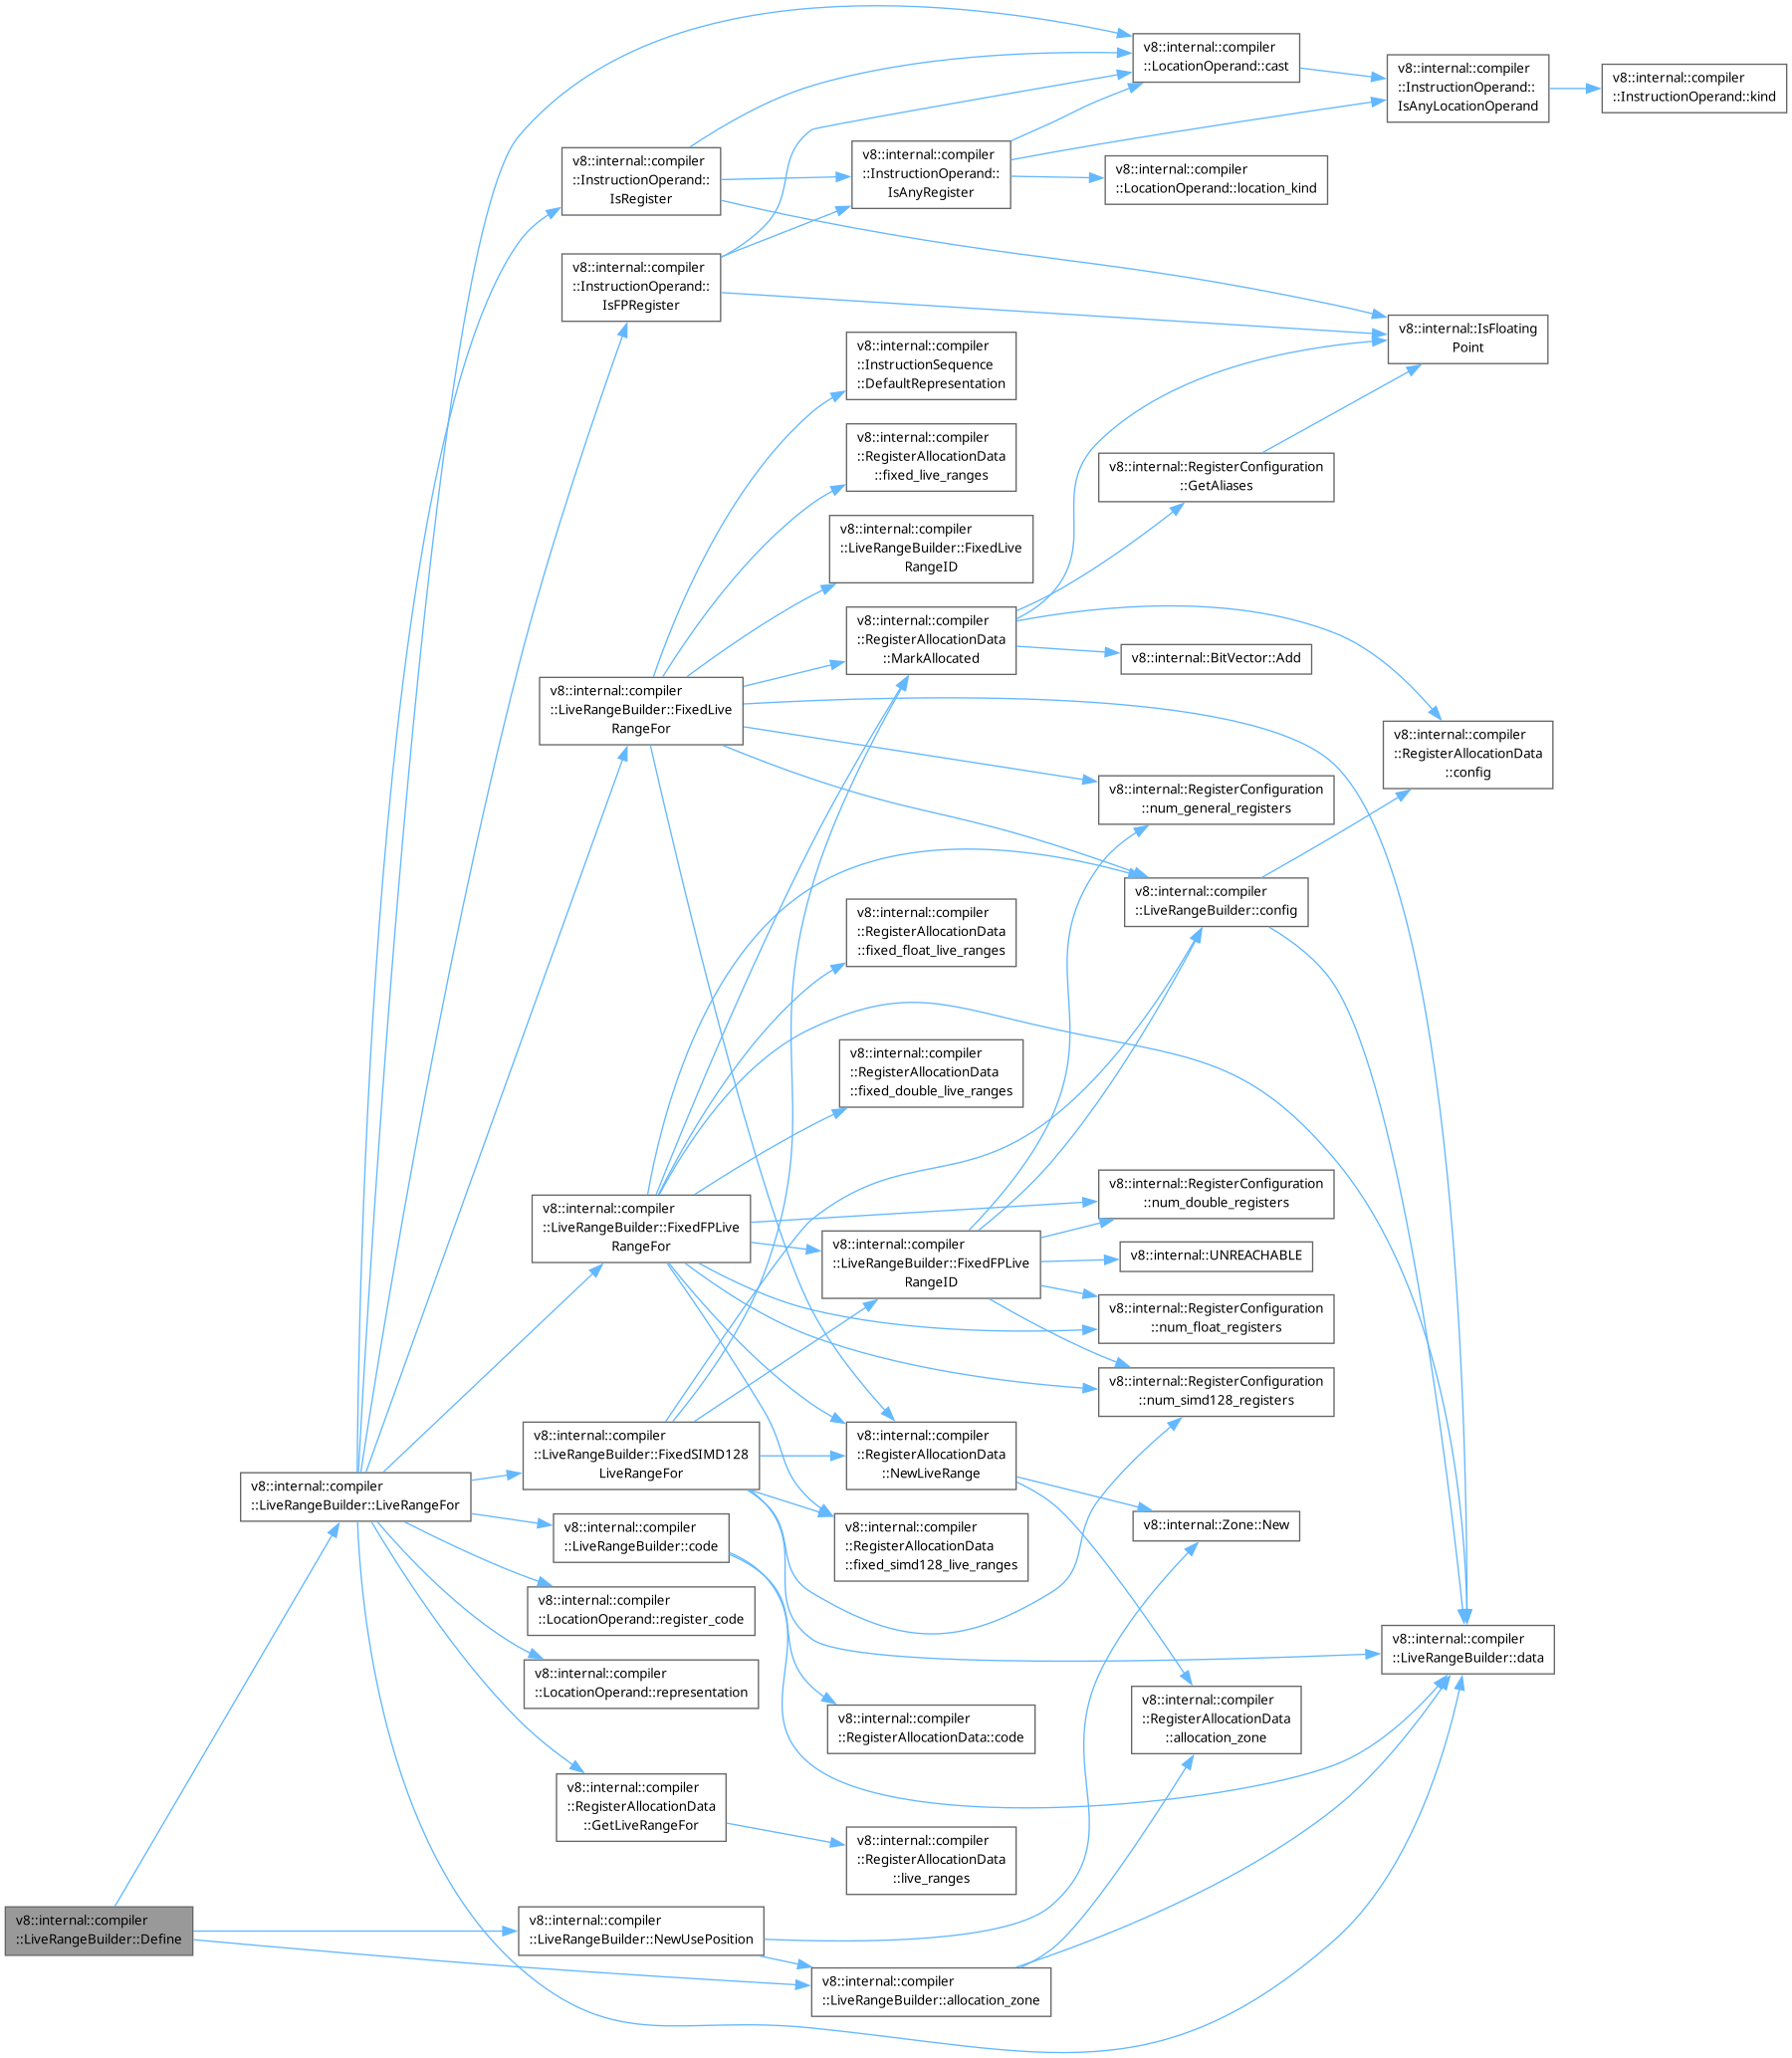 v8::internal::compiler
::LocationOperand::cast
v8::internal::compiler
::InstructionOperand::
IsAnyLocationOperand
v8::internal::compiler
::InstructionOperand::kind
v8::internal::compiler
::InstructionOperand::
IsRegister
v8::internal::compiler
::InstructionOperand::
IsAnyRegister
v8::internal::compiler
::LocationOperand::location_kind
v8::internal::compiler
::InstructionOperand::
IsFPRegister
v8::internal::IsFloating
Point
v8::internal::compiler
::InstructionSequence
::DefaultRepresentation
v8::internal::compiler
::RegisterAllocationData
::fixed_live_ranges
v8::internal::RegisterConfiguration
::GetAliases
v8::internal::compiler
::LiveRangeBuilder::FixedLive
RangeID
v8::internal::compiler
::RegisterAllocationData
::MarkAllocated
v8::internal::BitVector::Add
v8::internal::compiler
::LiveRangeBuilder::FixedLive
RangeFor
v8::internal::compiler
::RegisterAllocationData
::config
v8::internal::RegisterConfiguration
::num_general_registers
v8::internal::compiler
::LiveRangeBuilder::config
v8::internal::compiler
::RegisterAllocationData
::fixed_float_live_ranges
v8::internal::compiler
::RegisterAllocationData
::fixed_double_live_ranges
v8::internal::RegisterConfiguration
::num_double_registers
v8::internal::compiler
::LiveRangeBuilder::FixedFPLive
RangeFor
v8::internal::compiler
::LiveRangeBuilder::FixedFPLive
RangeID
v8::internal::UNREACHABLE
v8::internal::RegisterConfiguration
::num_float_registers
v8::internal::RegisterConfiguration
::num_simd128_registers
v8::internal::compiler
::LiveRangeBuilder::FixedSIMD128
LiveRangeFor
v8::internal::compiler
::RegisterAllocationData
::NewLiveRange
v8::internal::compiler
::LiveRangeBuilder::LiveRangeFor
v8::internal::compiler
::LiveRangeBuilder::code
v8::internal::compiler
::RegisterAllocationData
::fixed_simd128_live_ranges
v8::internal::Zone::New
v8::internal::compiler
::LocationOperand::register_code
v8::internal::compiler
::LiveRangeBuilder::data
v8::internal::compiler
::LocationOperand::representation
v8::internal::compiler
::RegisterAllocationData::code
v8::internal::compiler
::RegisterAllocationData
::allocation_zone
v8::internal::compiler
::RegisterAllocationData
::GetLiveRangeFor
v8::internal::compiler
::RegisterAllocationData
::live_ranges
v8::internal::compiler
::LiveRangeBuilder::Define
v8::internal::compiler
::LiveRangeBuilder::NewUsePosition
v8::internal::compiler
::LiveRangeBuilder::allocation_zone